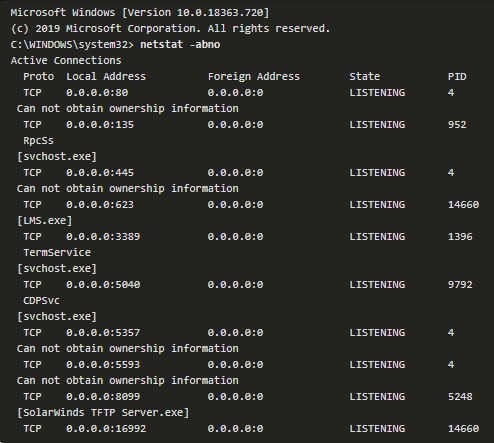 Microsoft Windows [Version 10.0.18363.720]
(c) 2019 Microsoft Corporation. All rights reserved.
C:\WINDOWS\system32> netstat -abno
Active Connections
Proto Local Address Foreign Address State PID
TCP 0.0.0.0:80 0.0.0.0:0 LISTENING 4
Can not obtain ownership information
TCP 0.0.0.0:135 0.0.0.0:0 LISTENING 952
RpcSs
[svchost.exe]
TCP 0.0.0.0:445 0.0.0.0:0 LISTENING 4
Can not obtain ownership information
TCP 0.0.0.0:623 0.0.0.0:0 LISTENING 14660
[LMS.exe]
TCP 0.0.0.0:3389 0.0.0.0:0 LISTENING 1396
TermService
[svchost.exe]
TCP 0.0.0.0:5040 0.0.0.0:0 LISTENING 9792
CDPSvc
[svchost.exe]
TCP 0.0.0.0:5357 0.0.0.0:0 LISTENING 4
Can not obtain ownership information
TCP 0.0.0.0:5593 0.0.0.0:0 LISTENING 4
Can not obtain ownership information
TCP 0.0.0.0:8099 0.0.0.0:0 LISTENING 5248
[SolarWinds TFTP Server.exe]
TCP 0.0.0.0:16992 0.0.0.0:0 LISTENING 14660